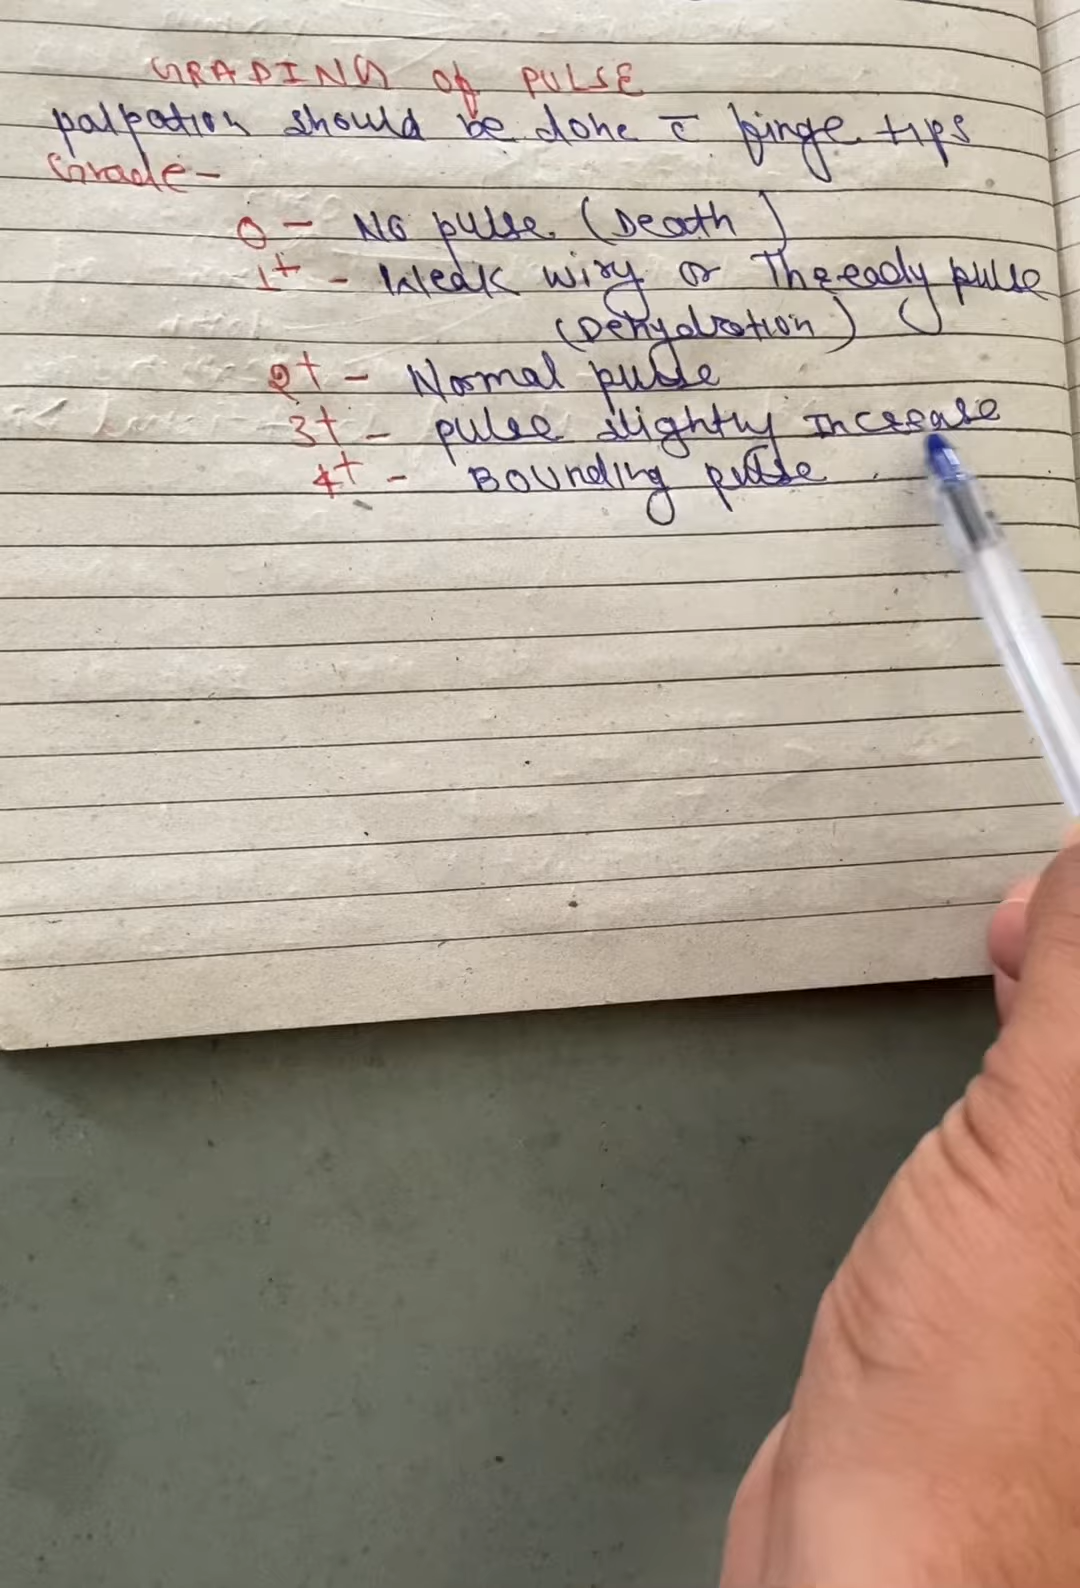 GRADING of PULSE
palpation should be done c̄ finge tips
Grade-
0 - NO pulse (Death)
1+ - Weak wiry or Thready pulse
(Dehydration)
2+ - Normal pulse
3+ - pulse slightly Increase
4+ - Bounding pulse